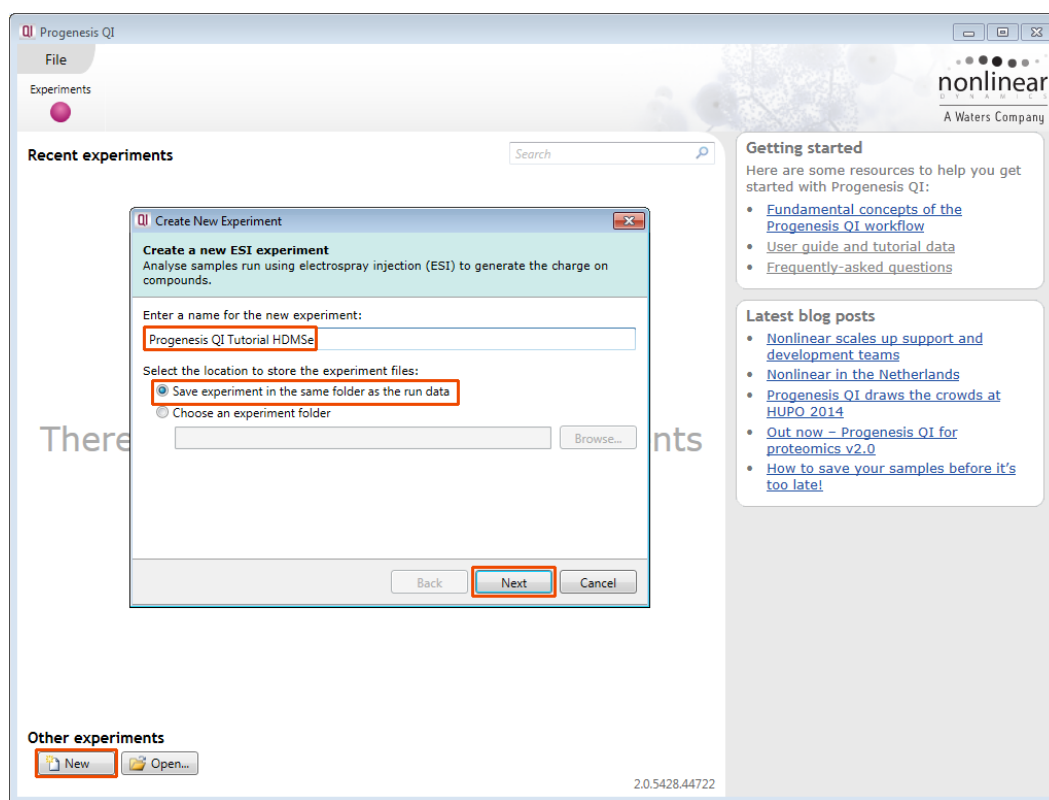 QI Progenesis QI
File
Experiments
nonlinear
DYNAMICS
A Waters Company
Recent experiments
Search
There
nts
QI Create New Experiment
Create a new ESI experiment
Analyse samples run using electrospray injection (ESI) to generate the charge on
compounds.
Enter a name for the new experiment:
Progenesis QI Tutorial HDMSe
Select the location to store the experiment files:
Save experiment in the same folder as the run data
Choose an experiment folder
Browse...
Back Next Cancel
Other experiments
New Open...
2.0.5428.44722
Getting started
Here are some resources to help you get
started with Progenesis QI:
• Fundamental concepts of the
Progenesis QI workflow
• User guide and tutorial data
• Frequently-asked questions
Latest blog posts
• Nonlinear scales up support and
development teams
• Nonlinear in the Netherlands
• Progenesis QI draws the crowds at
HUPO 2014
• Out now – Progenesis QI for
proteomics v2.0
• How to save your samples before it's
too late!